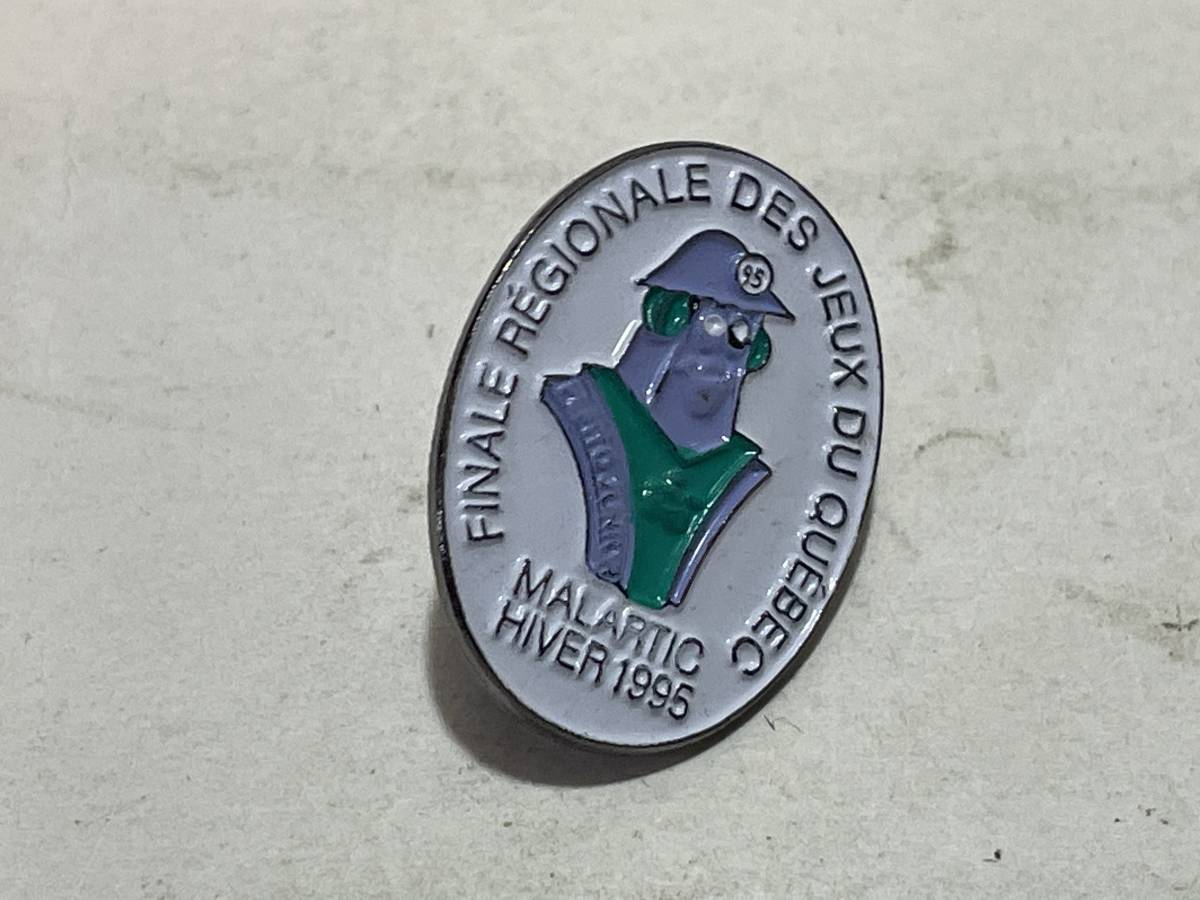 FINALE RÉGIONALE DES JEUX DU QUÉBEC
95
MALARTIC
HIVER 1995